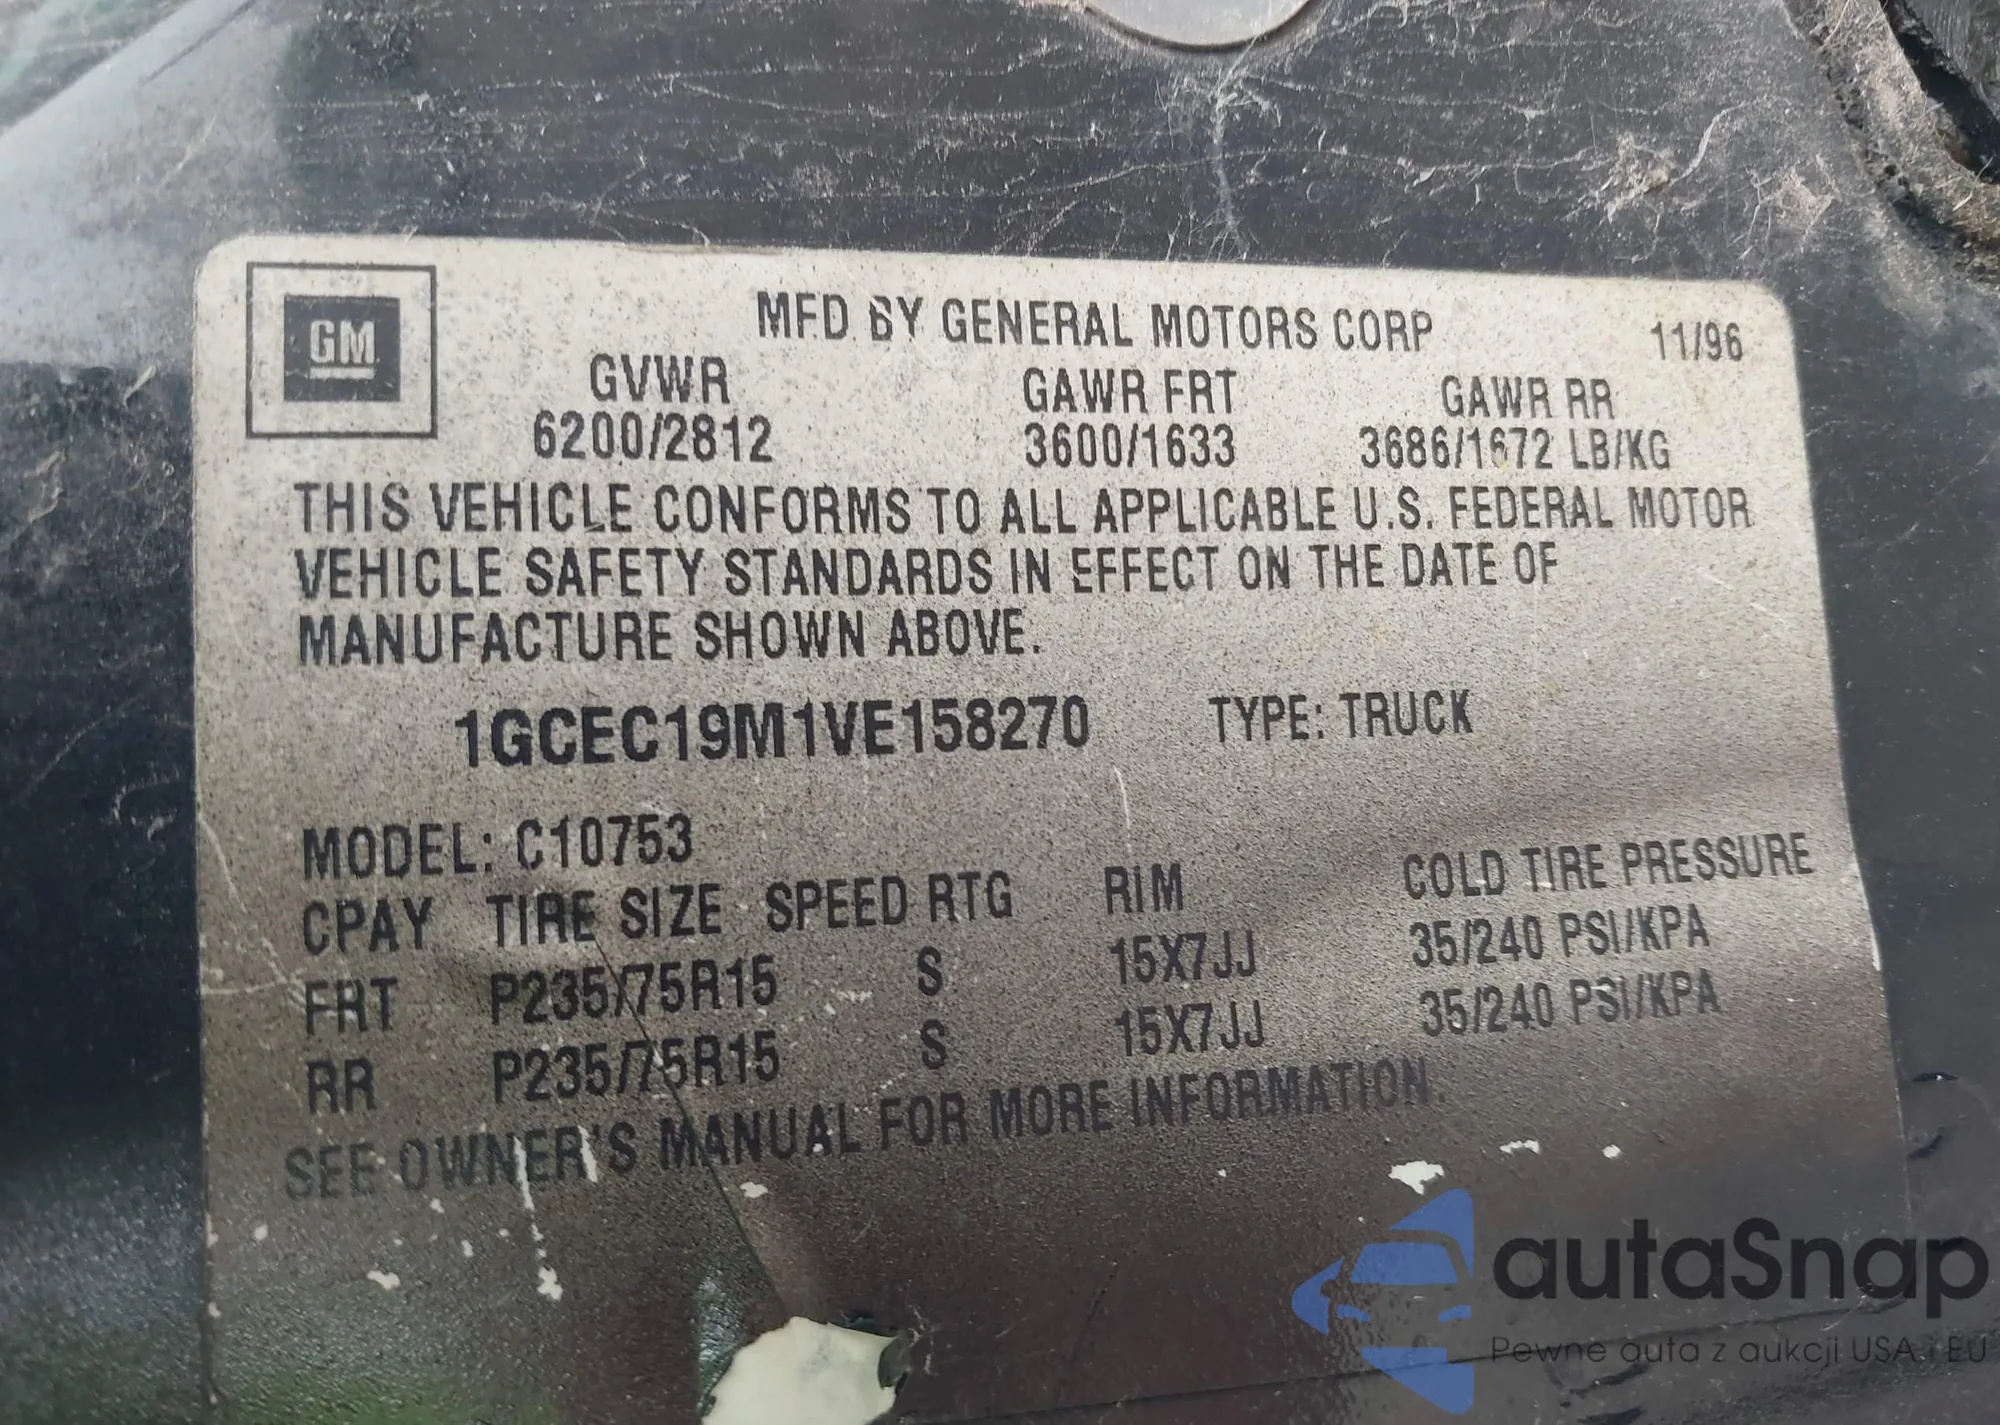 GM
MFD BY GENERAL MOTORS CORP 11/96
GVWR GAWR FRT GAWR RR
6200/2812 3600/1633 3686/1672 LB/KG
THIS VEHICLE CONFORMS TO ALL APPLICABLE U.S. FEDERAL MOTOR
VEHICLE SAFETY STANDARDS IN EFFECT ON THE DATE OF
MANUFACTURE SHOWN ABOVE.
1GCEC19M1VE158270 TYPE: TRUCK
MODEL: C10753
CPAY TIRE SIZE SPEED RTG RIM COLD TIRE PRESSURE
FRT P235/75R15 S 15X7JJ 35/240 PSI/KPA
RR P235/75R15 S 15X7JJ 35/240 PSI/KPA
SEE OWNER'S MANUAL FOR MORE INFORMATION.
autaSnap
Pewne auta z aukcji USA i EU